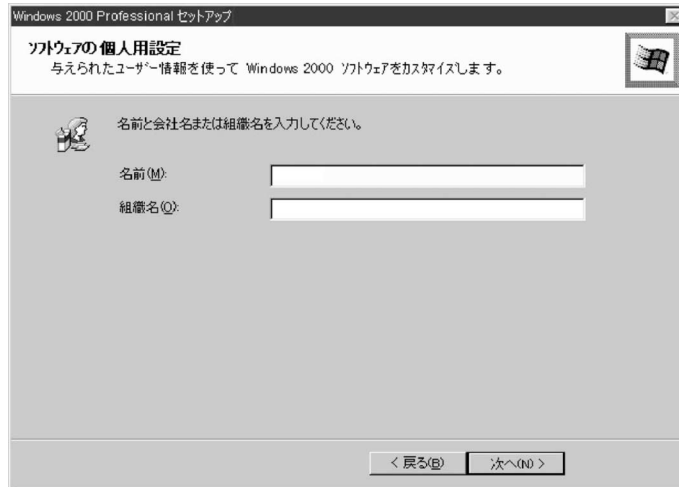 Windows 2000 Professional セットアップ
ソフトウェアの個人用設定
与えられたユーザー情報を使って Windows 2000 ソフトウェアをカスタマイズします。
名前と会社名または組織名を入力してください。
名前(M):
組織名(O):
< 戻る(B)
次へ(N) >